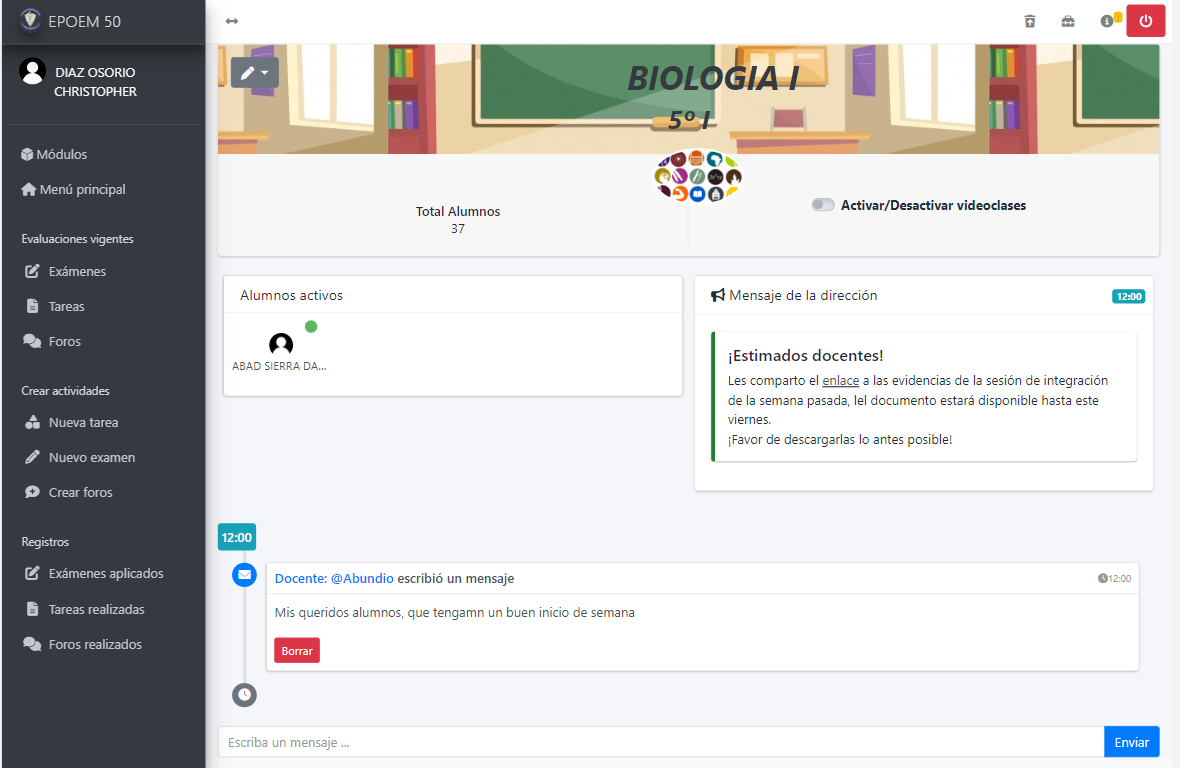 EPOEM 50
DIAZ OSORIO
CHRISTOPHER
Módulos
Menú principal
Evaluaciones vigentes
Exámenes
Tareas
Foros
Crear actividades
Nueva tarea
Nuevo examen
Crear foros
Registros
Exámenes aplicados
Tareas realizadas
Foros realizados
BIOLOGIA I
5º I
Total Alumnos
37
Activar/Desactivar videoclases
Alumnos activos
ABAD SIERRA DA...
Mensaje de la dirección
12:00
¡Estimados docentes!
Les comparto el enlace a las evidencias de la sesión de integración
de la semana pasada, lel documento estará disponible hasta este
viernes.
¡Favor de descargarlas lo antes posible!
12:00
Docente: @Abundio escribió un mensaje
12:00
Mis queridos alumnos, que tengamn un buen inicio de semana
Borrar
Escriba un mensaje ...
Enviar